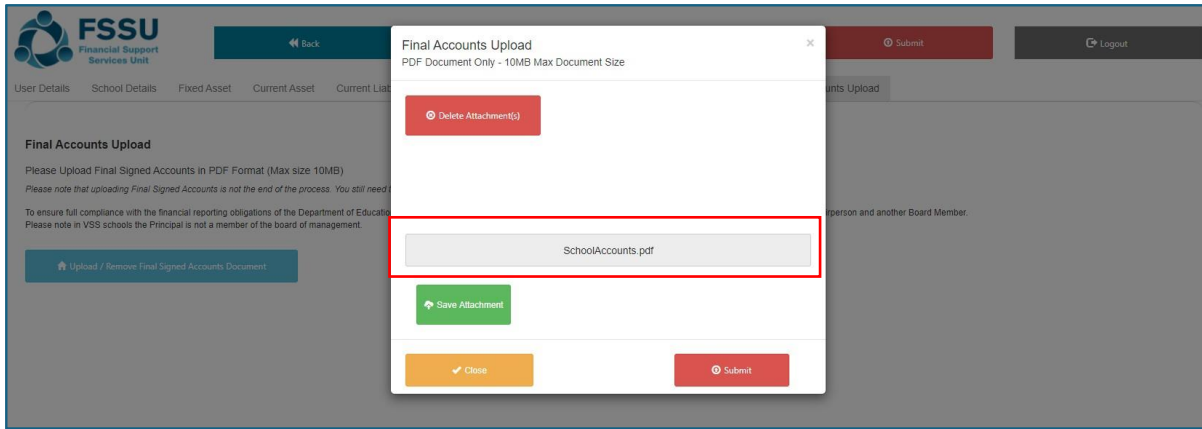 FSSU
Financial Support
Services Unit
Back
Submit
Logout
User Details School Details Fixed Asset Current Asset Current Liab
unts Upload
Final Accounts Upload
Please Upload Final Signed Accounts in PDF Format (Max size 10MB)
Please note that uploading Final Signed Accounts is not the end of the process. You still need
To ensure full compliance with the financial reporting obligations of the Department of Educatio
rperson and another Board Member.
Please note in VSS schools the Principal is not a member of the board of management.
Upload / Remove Final Signed Accounts Document
Final Accounts Upload
×
PDF Document Only - 10MB Max Document Size
Delete Attachment(s)
SchoolAccounts.pdf
Save Attachment
Close
Submit